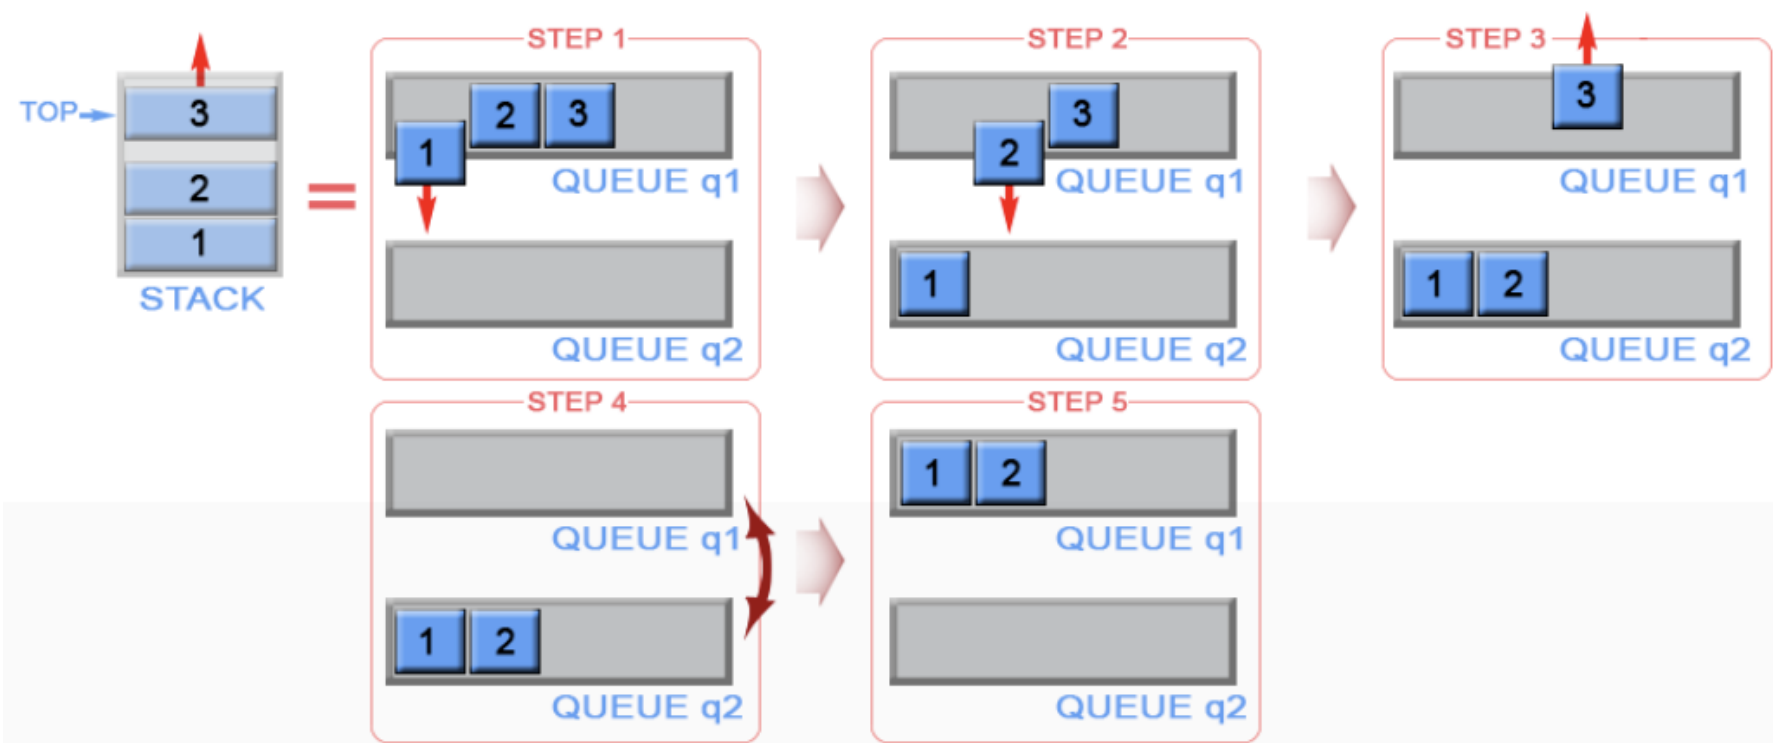 TOP
3
2
1
STACK
=
STEP 1
1 2 3
QUEUE q1
QUEUE q2
STEP 2
2 3
QUEUE q1
1
QUEUE q2
STEP 3
3
QUEUE q1
1 2
QUEUE q2
STEP 4
QUEUE q1
1 2
QUEUE q2
STEP 5
1 2
QUEUE q1
QUEUE q2